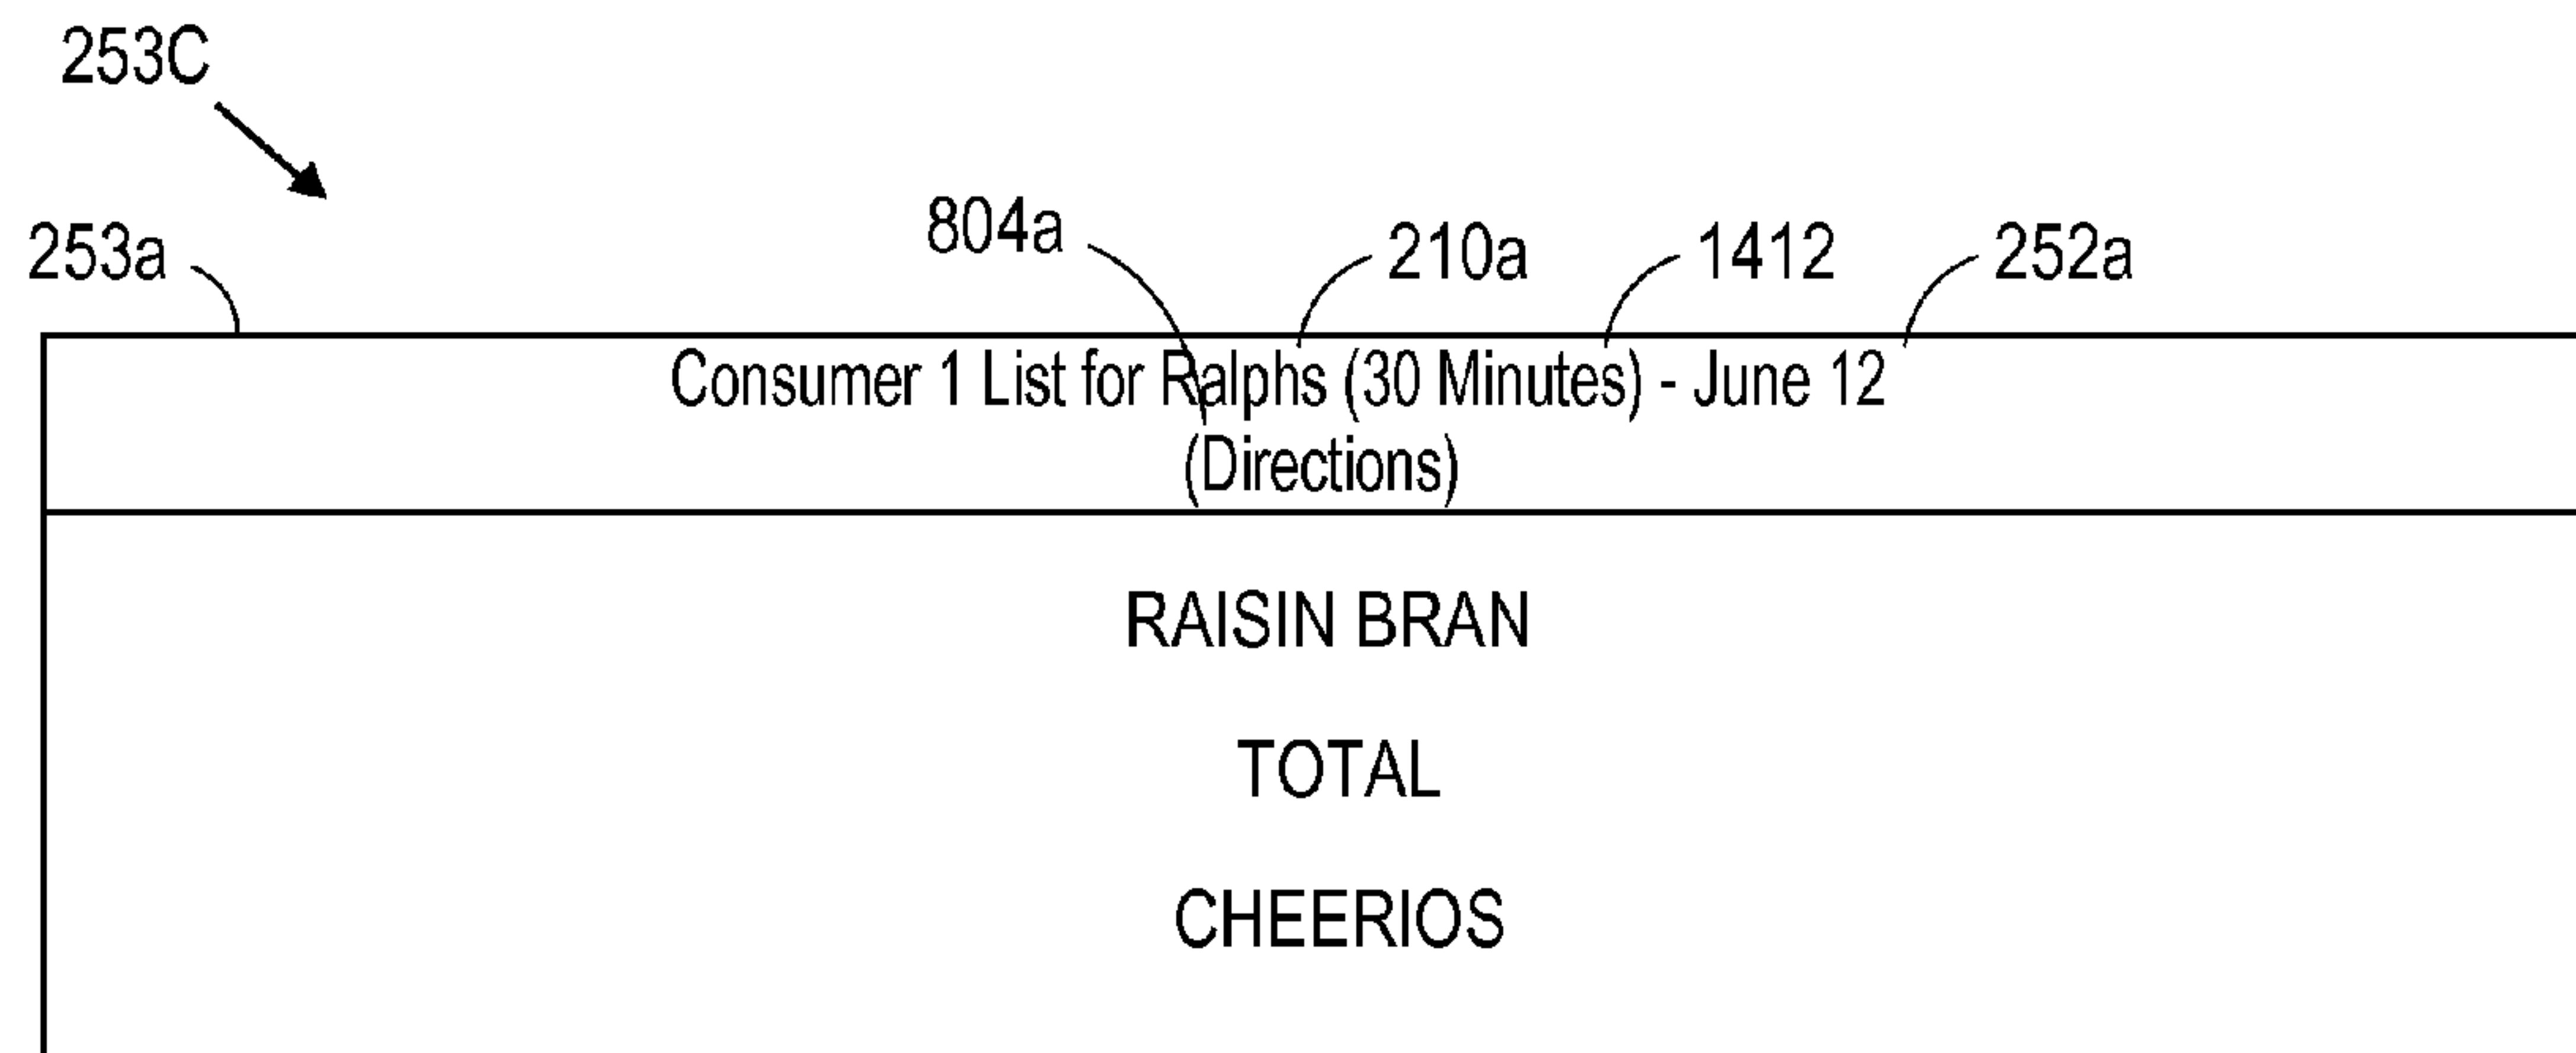 253C
253a 804a 210a 1412 252a
Consumer 1 List for Ralphs (30 Minutes) - June 12
(Directions)
RAISIN BRAN
TOTAL
CHEERIOS